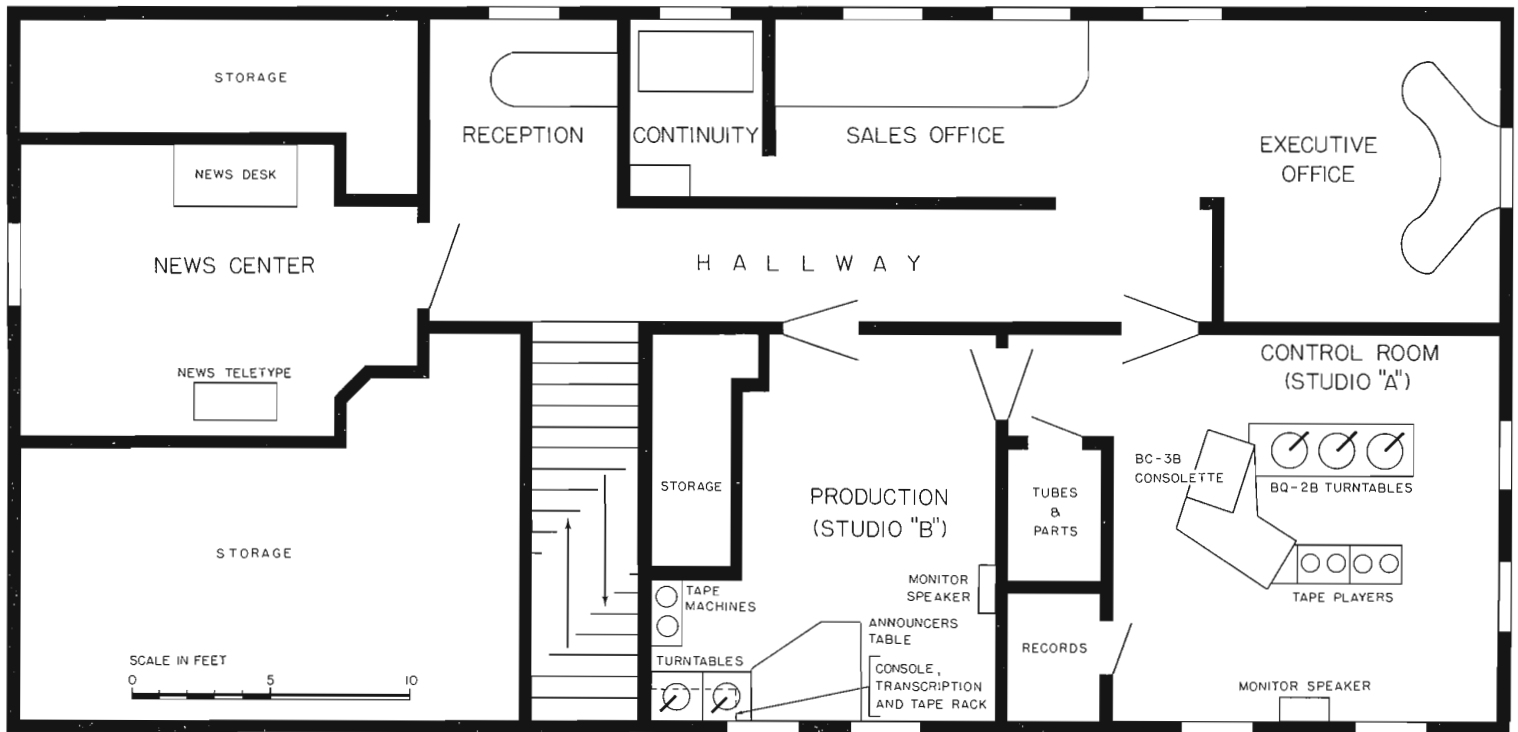 STORAGE
RECEPTION
CONTINUITY
SALES OFFICE
EXECUTIVE
OFFICE
NEWS DESK
NEWS CENTER
HALLWAY
NEWS TELETYPE
CONTROL ROOM
(STUDIO "A")
BC-3B
CONSOLETTE
BQ-2B TURNTABLES
STORAGE
PRODUCTION
(STUDIO "B")
TUBES
&
PARTS
STORAGE
MONITOR
SPEAKER
TAPE
MACHINES
TAPE PLAYERS
ANNOUNCERS
TABLE
RECORDS
SCALE IN FEET
0 5 10
TURNTABLES
CONSOLE,
TRANSCRIPTION
AND TAPE RACK
MONITOR SPEAKER